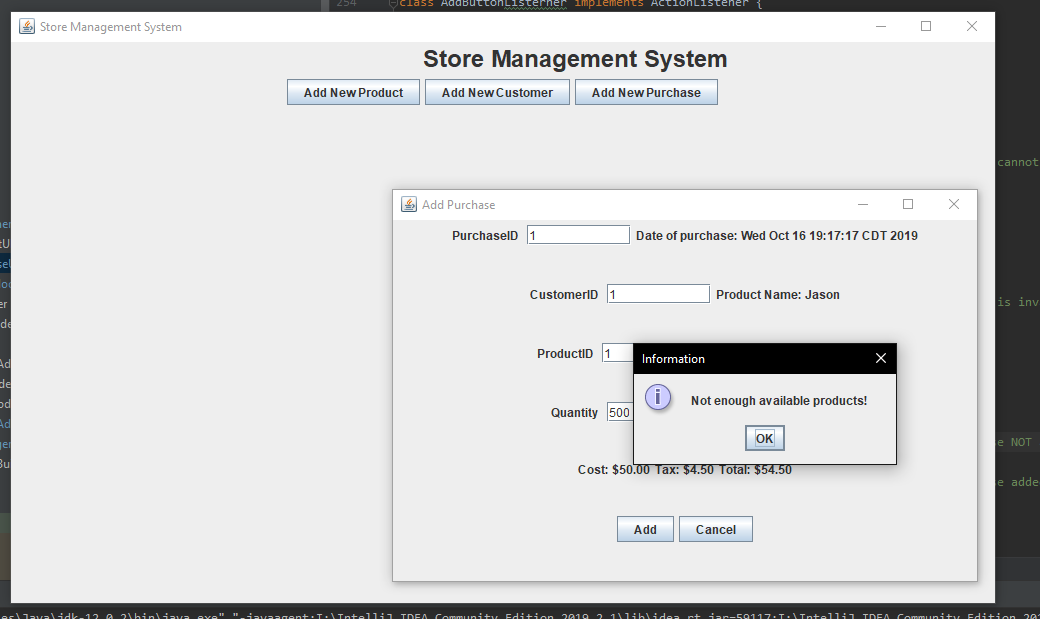 254 class AddButtonListerner implements ActionListener {
Store Management System
Store Management System
Add New Product Add New Customer Add New Purchase
cannot
Add Purchase
PurchaseID 1 Date of purchase: Wed Oct 16 19:17:17 CDT 2019
CustomerID 1 Product Name: Jason
is inv
ProductID 1
Information
Not enough available products!
Quantity 500
OK
e NOT
Cost: $50.00 Tax: $4.50 Total: $54.50
e adde
Add Cancel
es\Java\jdk-12.0.2\bin\java.exe" "-javaagent:I:\IntelliJ IDEA Community Edition 2019.2.1\lib\idea_rt.jar=59117:I:\IntelliJ IDEA Community Edition 20